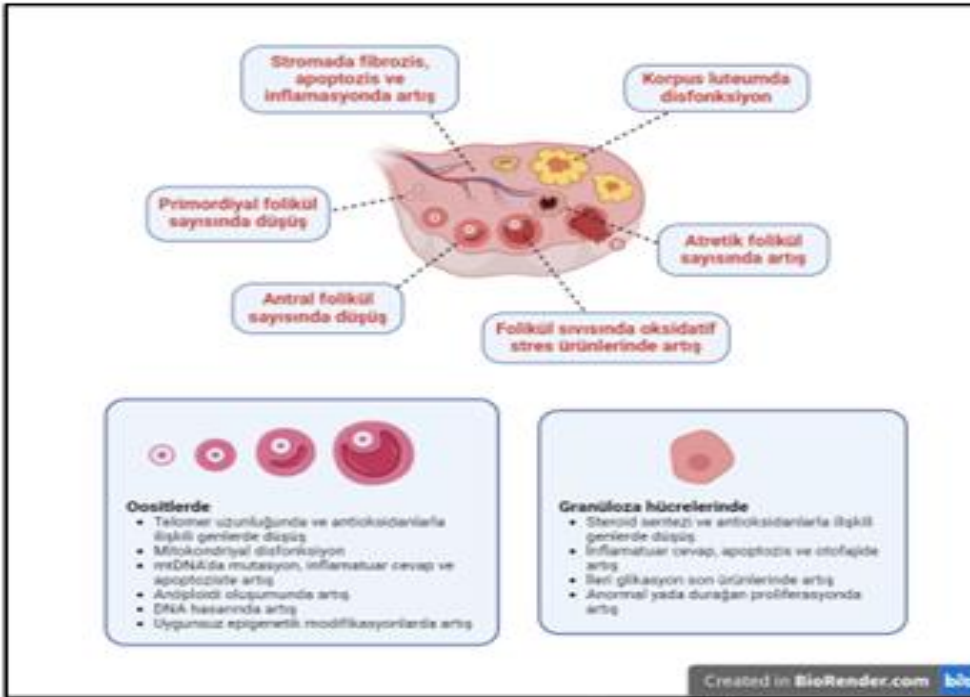 Stromada fibrozis,
apoptozis ve
inflamasyonda artış
Korpus luteumda
disfonksiyon
Primordiyal folikül
sayısında düşüş
Atretik folikül
sayısında artış
Antral folikül
sayısında düşüş
Folikül sıvısında oksidatif
stres ürünlerinde artış
Oositlerde
• Telomer uzunluğunda ve antioksidanlarla
ilişkili genlerde düşüş
• Mitokondriyal disfonksiyon
• mtDNA'da mutasyon, inflamatuar cevap ve
apoptoziste artış
• Anöploidi oluşumunda artış
• DNA hasarında artış
• Uygunsuz epigenetik modifikasyonlarda artış
Granüloza hücrelerinde
• Steroid sentezi ve antioksidanlarla ilişkili
genlerde düşüş
• İnflamatuar cevap, apoptozis ve otofajide
artış
• İleri glikasyon son ürünlerinde artış
• Anormal yada durağan proliferasyonda
artış
Created in BioRender.com